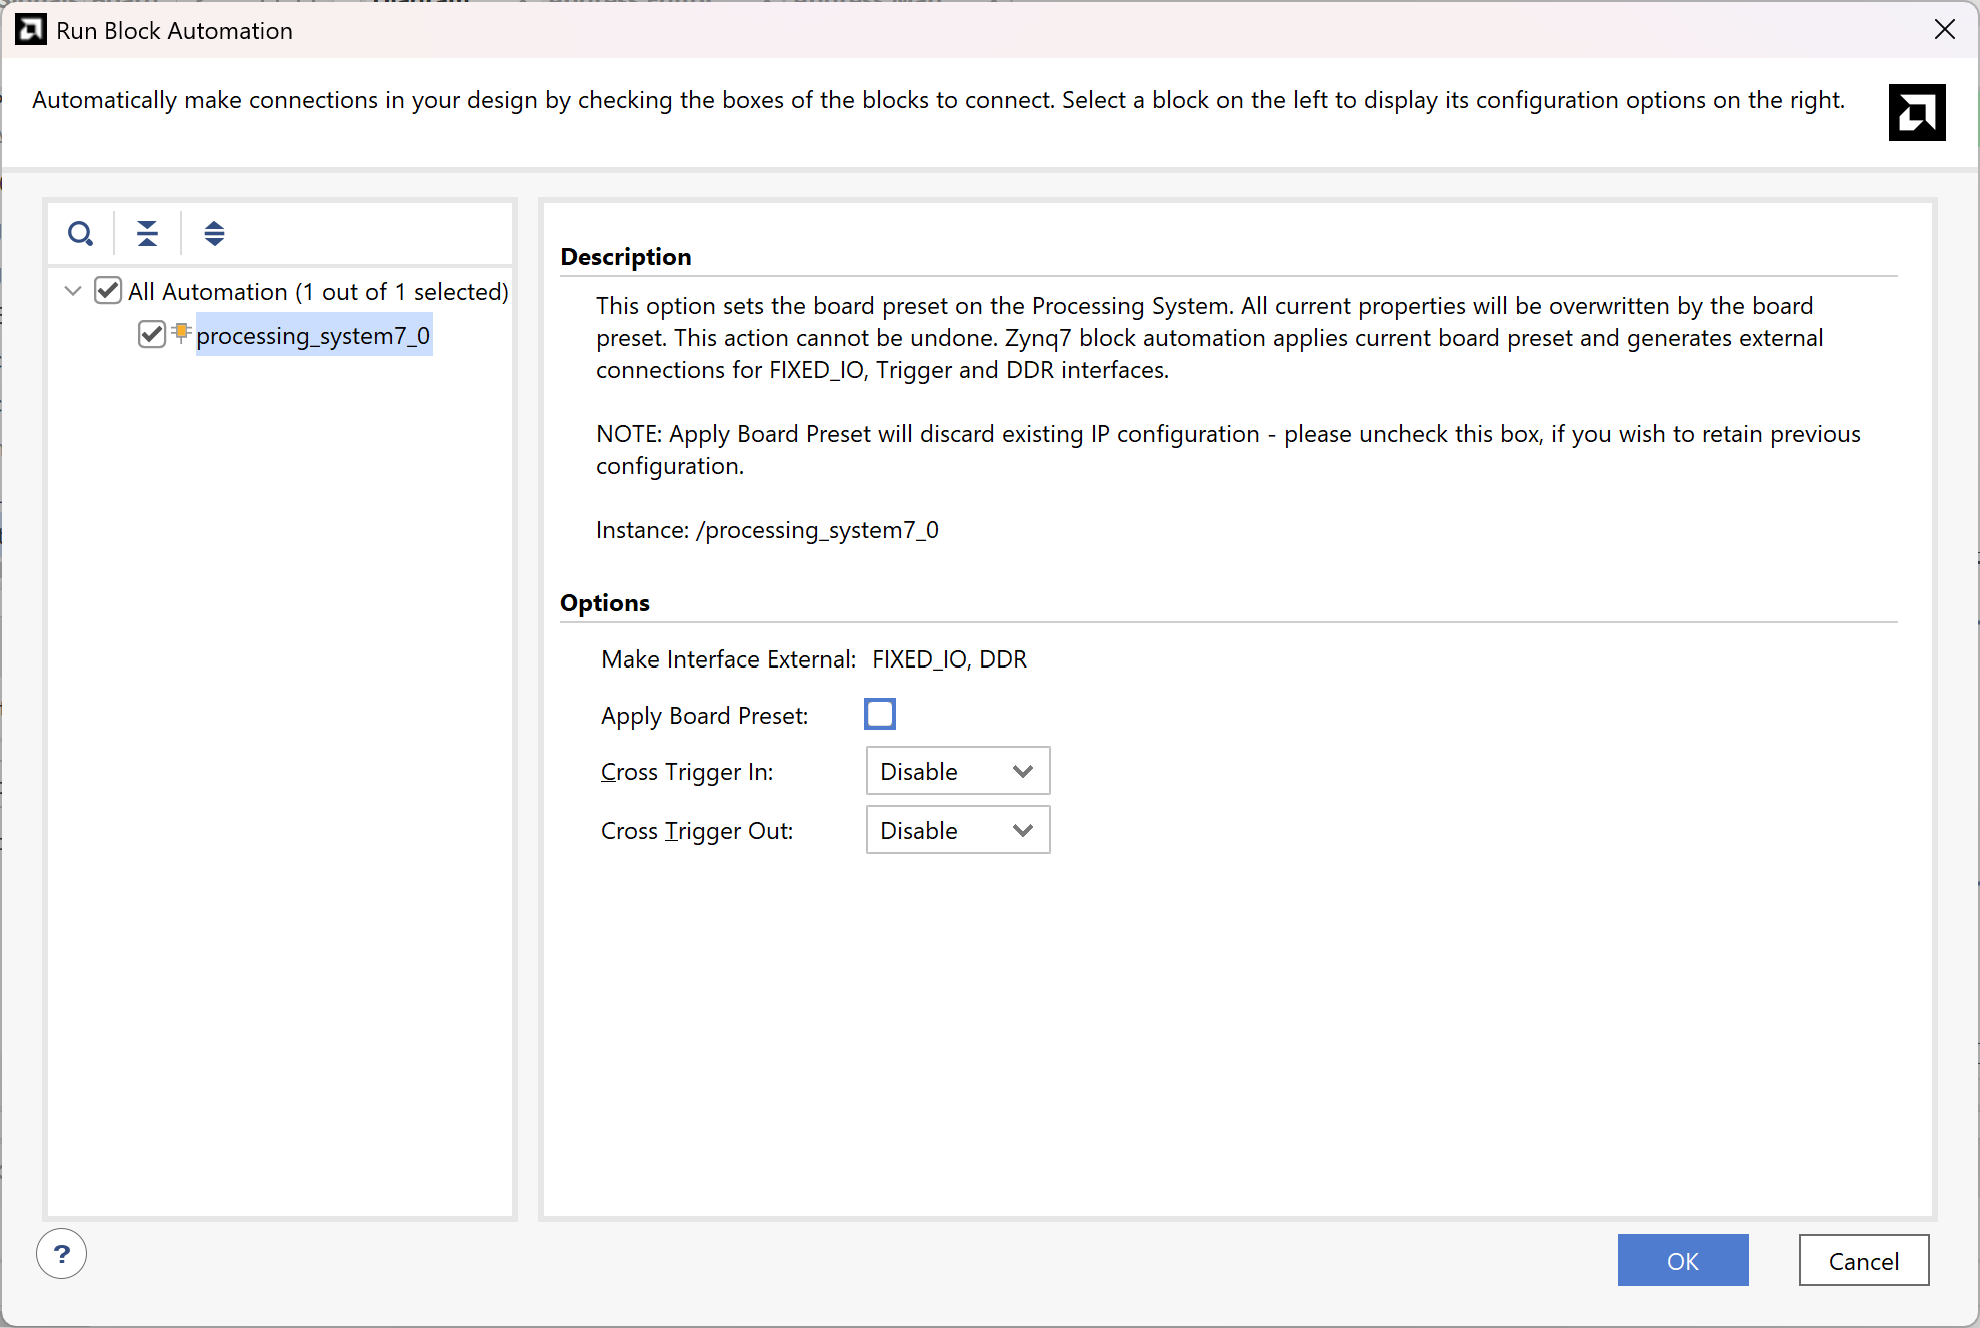 Run Block Automation
Automatically make connections in your design by checking the boxes of the blocks to connect. Select a block on the left to display its configuration options on the right.
All Automation (1 out of 1 selected)
processing_system7_0
Description
This option sets the board preset on the Processing System. All current properties will be overwritten by the board
preset. This action cannot be undone. Zynq7 block automation applies current board preset and generates external
connections for FIXED_IO, Trigger and DDR interfaces.
NOTE: Apply Board Preset will discard existing IP configuration - please uncheck this box, if you wish to retain previous
configuration.
Instance: /processing_system7_0
Options
Make Interface External: FIXED_IO, DDR
Apply Board Preset:
Cross Trigger In: Disable
Cross Trigger Out: Disable
?
OK
Cancel